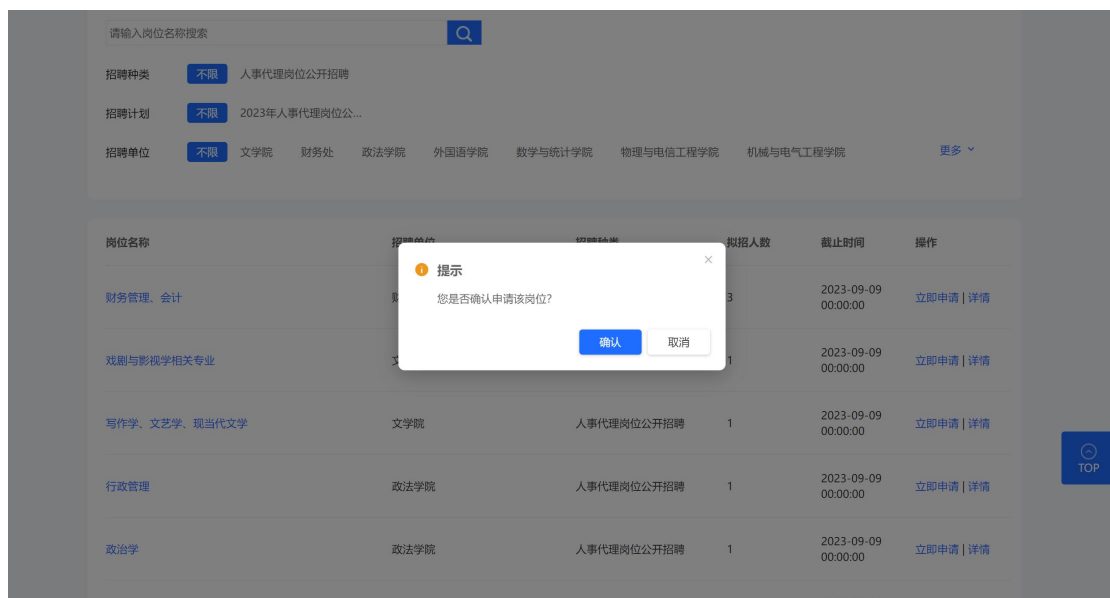 请输入岗位名称搜索
招聘种类 不限 人事代理岗位公开招聘
招聘计划 不限 2023年人事代理岗位公...
招聘单位 不限 文学院 财务处 政法学院 外国语学院 数学与统计学院 物理与电信工程学院 机械与电气工程学院 更多
岗位名称 招聘单位 招聘种类 拟招人数 截止时间 操作
提示
您是否确认申请该岗位?
确认 取消
财务管理、会计 3 2023-09-09 立即申请 | 详情
00:00:00
戏剧与影视学相关专业 1 2023-09-09 立即申请 | 详情
00:00:00
写作学、文艺学、现当代文学 文学院 人事代理岗位公开招聘 1 2023-09-09 立即申请 | 详情
00:00:00
TOP
行政管理 政法学院 人事代理岗位公开招聘 1 2023-09-09 立即申请 | 详情
00:00:00
政治学 政法学院 人事代理岗位公开招聘 1 2023-09-09 立即申请 | 详情
00:00:00